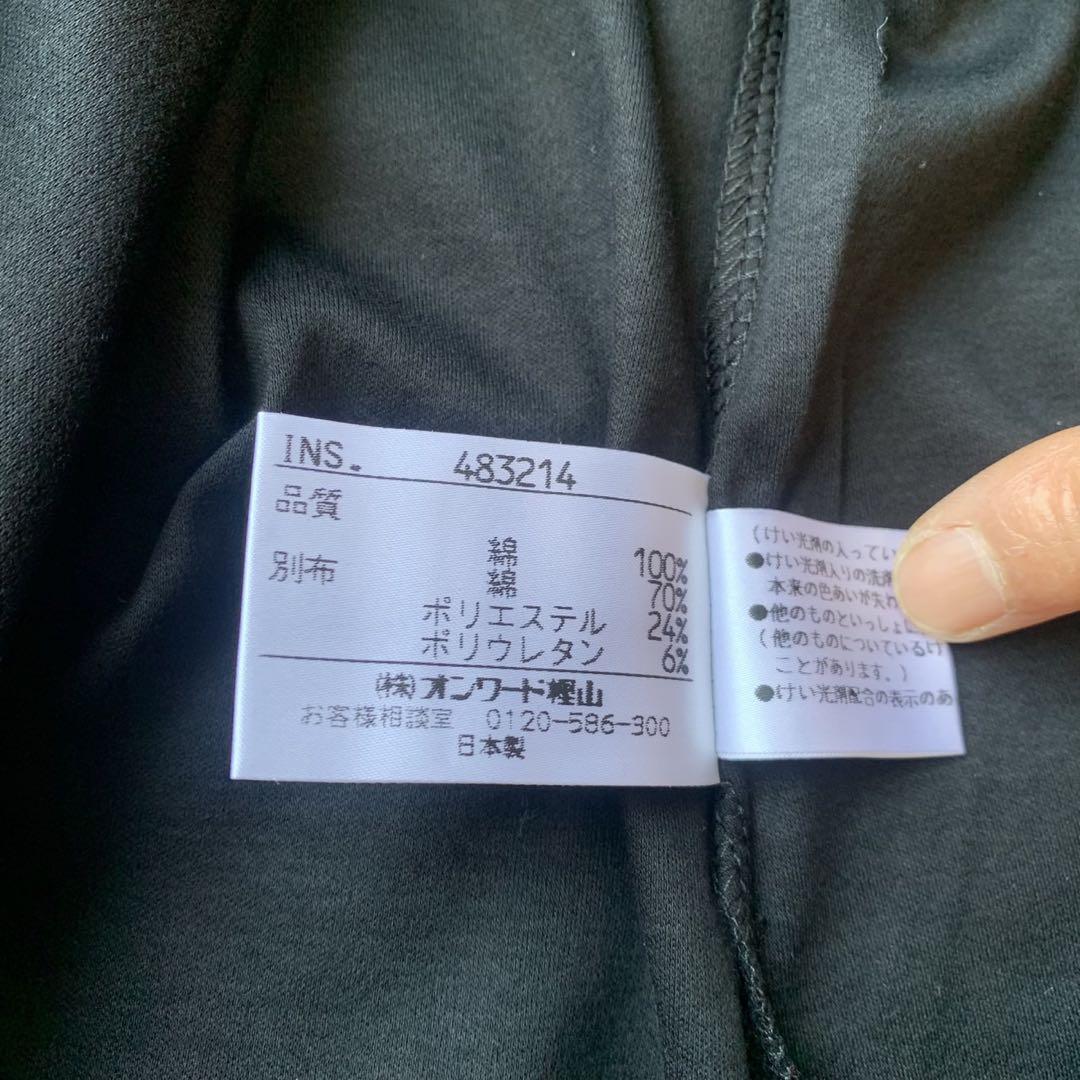 INS. 483214
品質
綿 100%
別布 綿 70%
ポリエステル 24%
ポリウレタン 6%
(株)オンワード樫山
お客様相談室 0120-586-300
日本製
(けい光剤の入ってい
●けい光剤入りの洗剤
本来の色あいが失わ
●他のものといっしょに
(他のものについているけ
ことがあります。)
●けい光剤配合の表示のあ